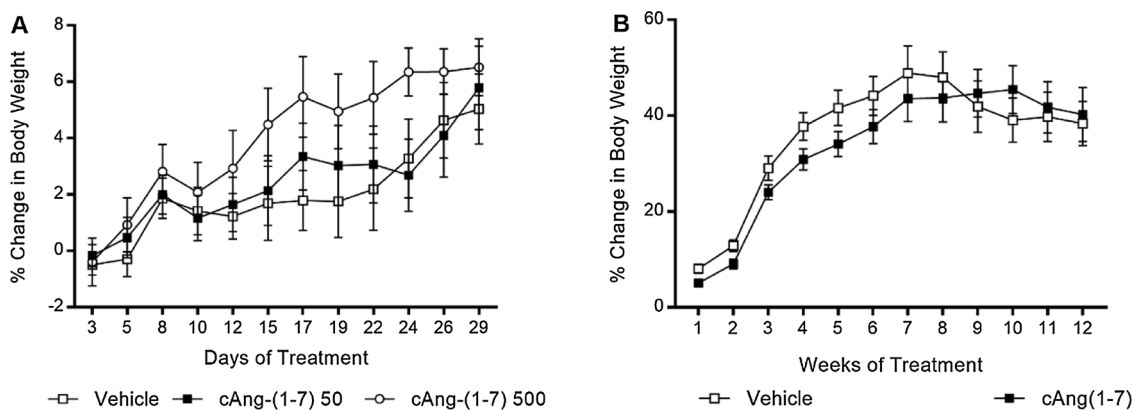 A
% Change in Body Weight
8
6
4
2
0
-2
3 5 8 10 12 15 17 19 22 24 26 29
Days of Treatment
Vehicle cAng-(1-7) 50 cAng-(1-7) 500
B
% Change in Body Weight
60
40
20
0
1 2 3 4 5 6 7 8 9 10 11 12
Weeks of Treatment
Vehicle cAng(1-7)